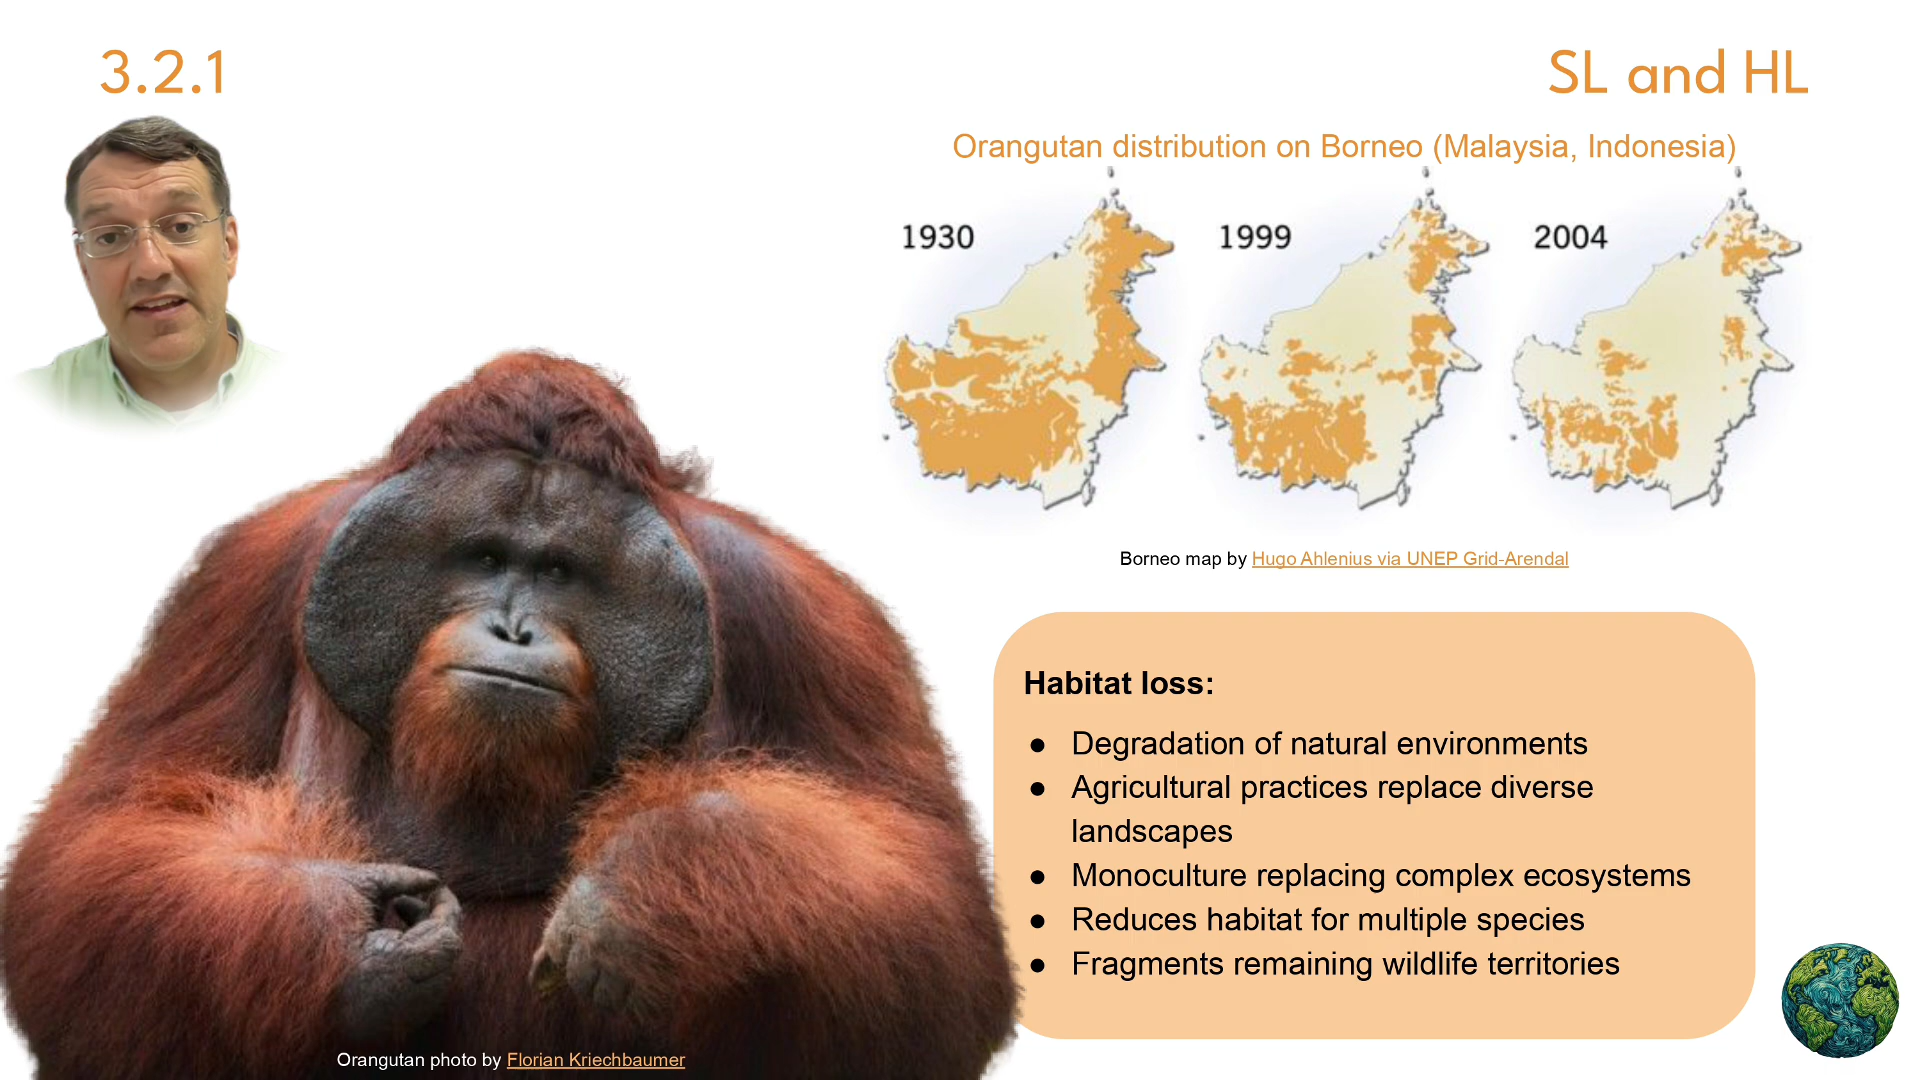 3.2.1
SL and HL
Orangutan distribution on Borneo (Malaysia, Indonesia)
1930
1999
2004
Borneo map by Hugo Ahlenius via UNEP Grid-Arendal
Habitat loss:
● Degradation of natural environments
● Agricultural practices replace diverse
landscapes
● Monoculture replacing complex ecosystems
● Reduces habitat for multiple species
● Fragments remaining wildlife territories
Orangutan photo by Florian Kriechbaumer